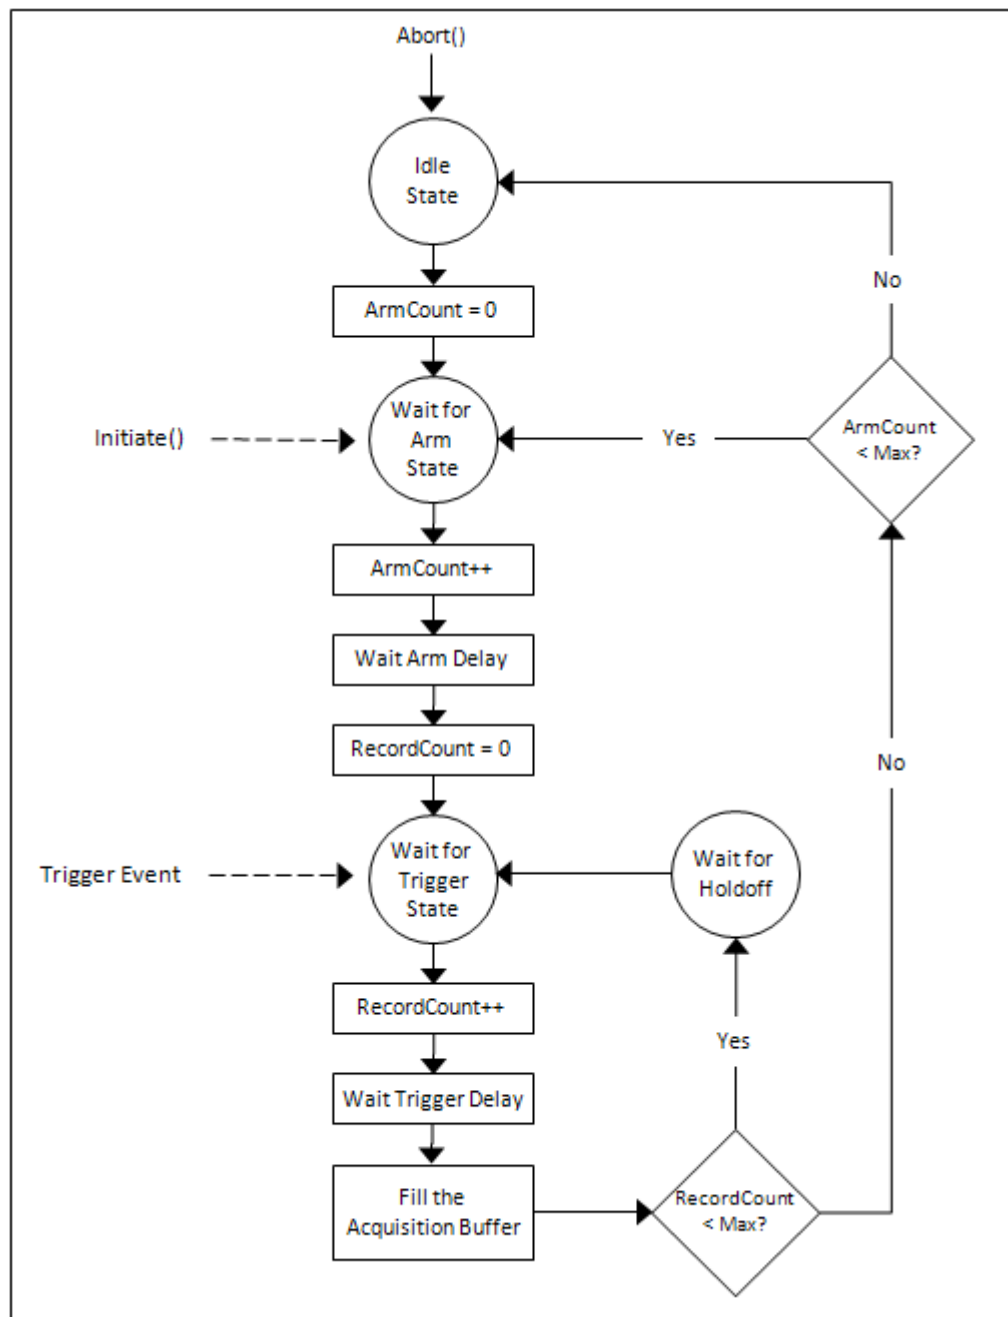 Abort()
Idle
State
No
ArmCount = 0
Wait for
Arm
State
Initiate()
Yes
ArmCount
< Max?
ArmCount++
Wait Arm Delay
RecordCount = 0
No
Wait for
Trigger
State
Trigger Event
Wait for
Holdoff
RecordCount++
Yes
Wait Trigger Delay
Fill the
Acquisition Buffer
RecordCount
< Max?